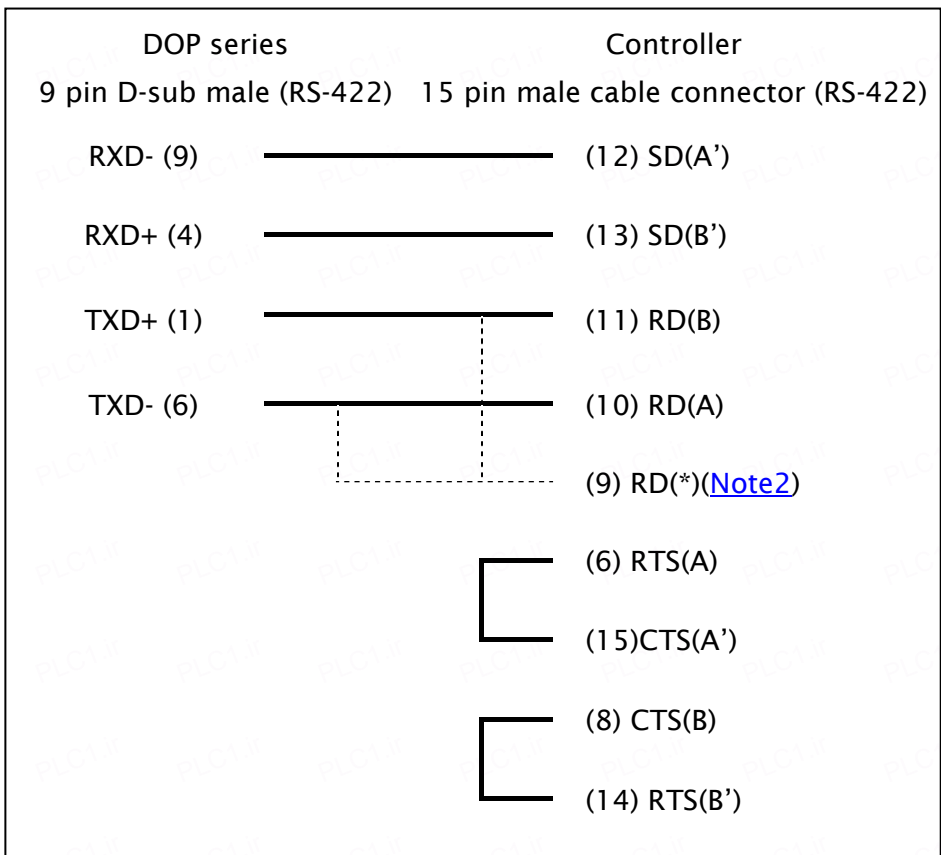 DOP series Controller
9 pin D-sub male (RS-422) 15 pin male cable connector (RS-422)
RXD- (9) (12) SD(A’)
RXD+ (4) (13) SD(B’)
TXD+ (1) (11) RD(B)
TXD- (6) (10) RD(A)
(9) RD(*)(Note2)
(6) RTS(A)
(15)CTS(A’)
(8) CTS(B)
(14) RTS(B’)